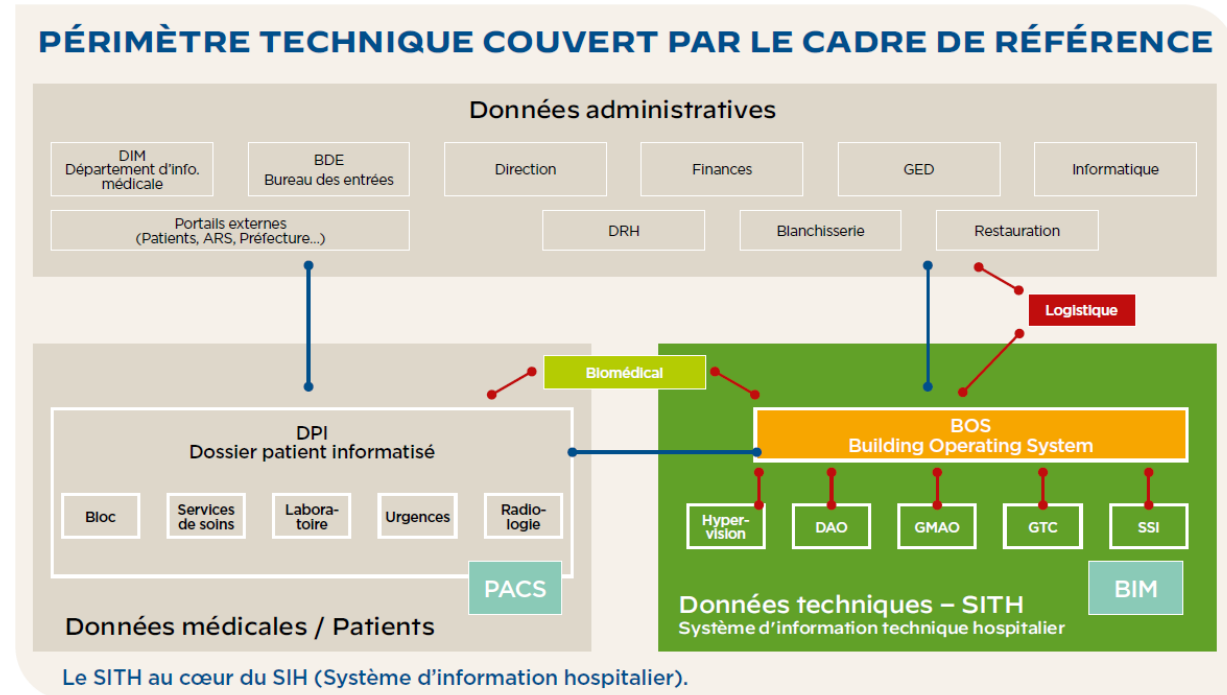 PÉRIMÈTRE TECHNIQUE COUVERT PAR LE CADRE DE RÉFÉRENCE
Données administratives
DIM
Département d'info.
médicale
BDE
Bureau des entrées
Direction
Finances
GED
Informatique
Portails externes
(Patients, ARS, Préfecture...)
DRH
Blanchisserie
Restauration
Logistique
Biomédical
DPI
Dossier patient informatisé
Bloc
Services
de soins
Labora-
toire
Urgences
Radio-
logie
PACS
Données médicales / Patients
BOS
Building Operating System
Hyper-
vision
DAO
GMAO
GTC
SSI
BIM
Données techniques – SITH
Système d'information technique hospitalier
Le SITH au cœur du SIH (Système d'information hospitalier).